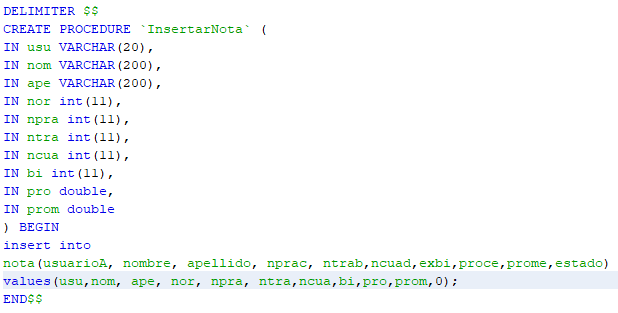 DELIMITER $$
CREATE PROCEDURE `InsertarNota` (
IN usu VARCHAR(20),
IN nom VARCHAR(200),
IN ape VARCHAR(200),
IN nor int(11),
IN npra int(11),
IN ntra int(11),
IN ncua int(11),
IN bi int(11),
IN pro double,
IN prom double
) BEGIN
insert into
nota(usuarioA, nombre, apellido, nprac, ntrab,ncuad,exbi,proce,prome,estado)
values(usu,nom, ape, nor, npra, ntra,ncua,bi,pro,prom,0);
END$$